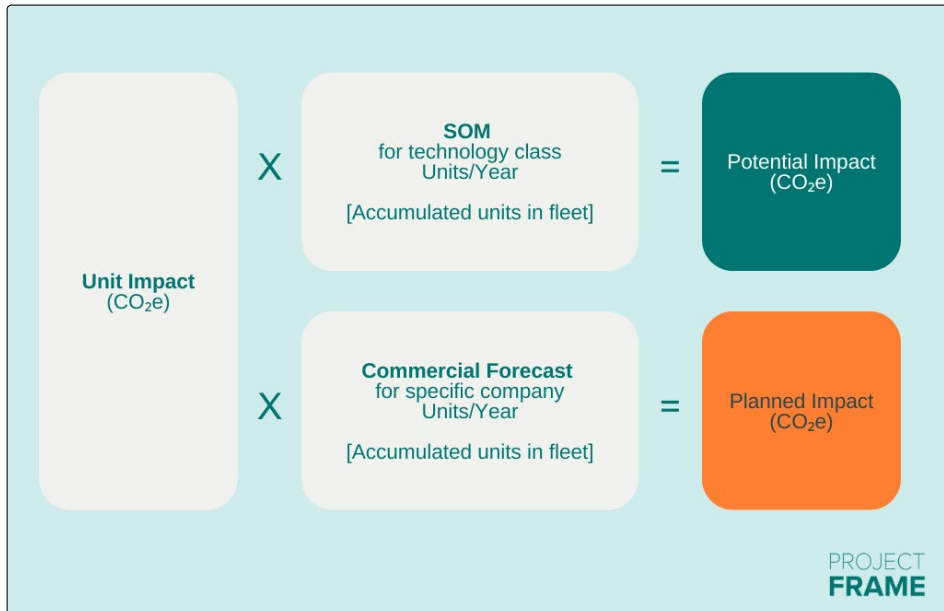 Unit Impact
(CO₂e)
X
SOM
for technology class
Units/Year
[Accumulated units in fleet]
=
Potential Impact
(CO₂e)
X
Commercial Forecast
for specific company
Units/Year
[Accumulated units in fleet]
=
Planned Impact
(CO₂e)
PROJECT
FRAME